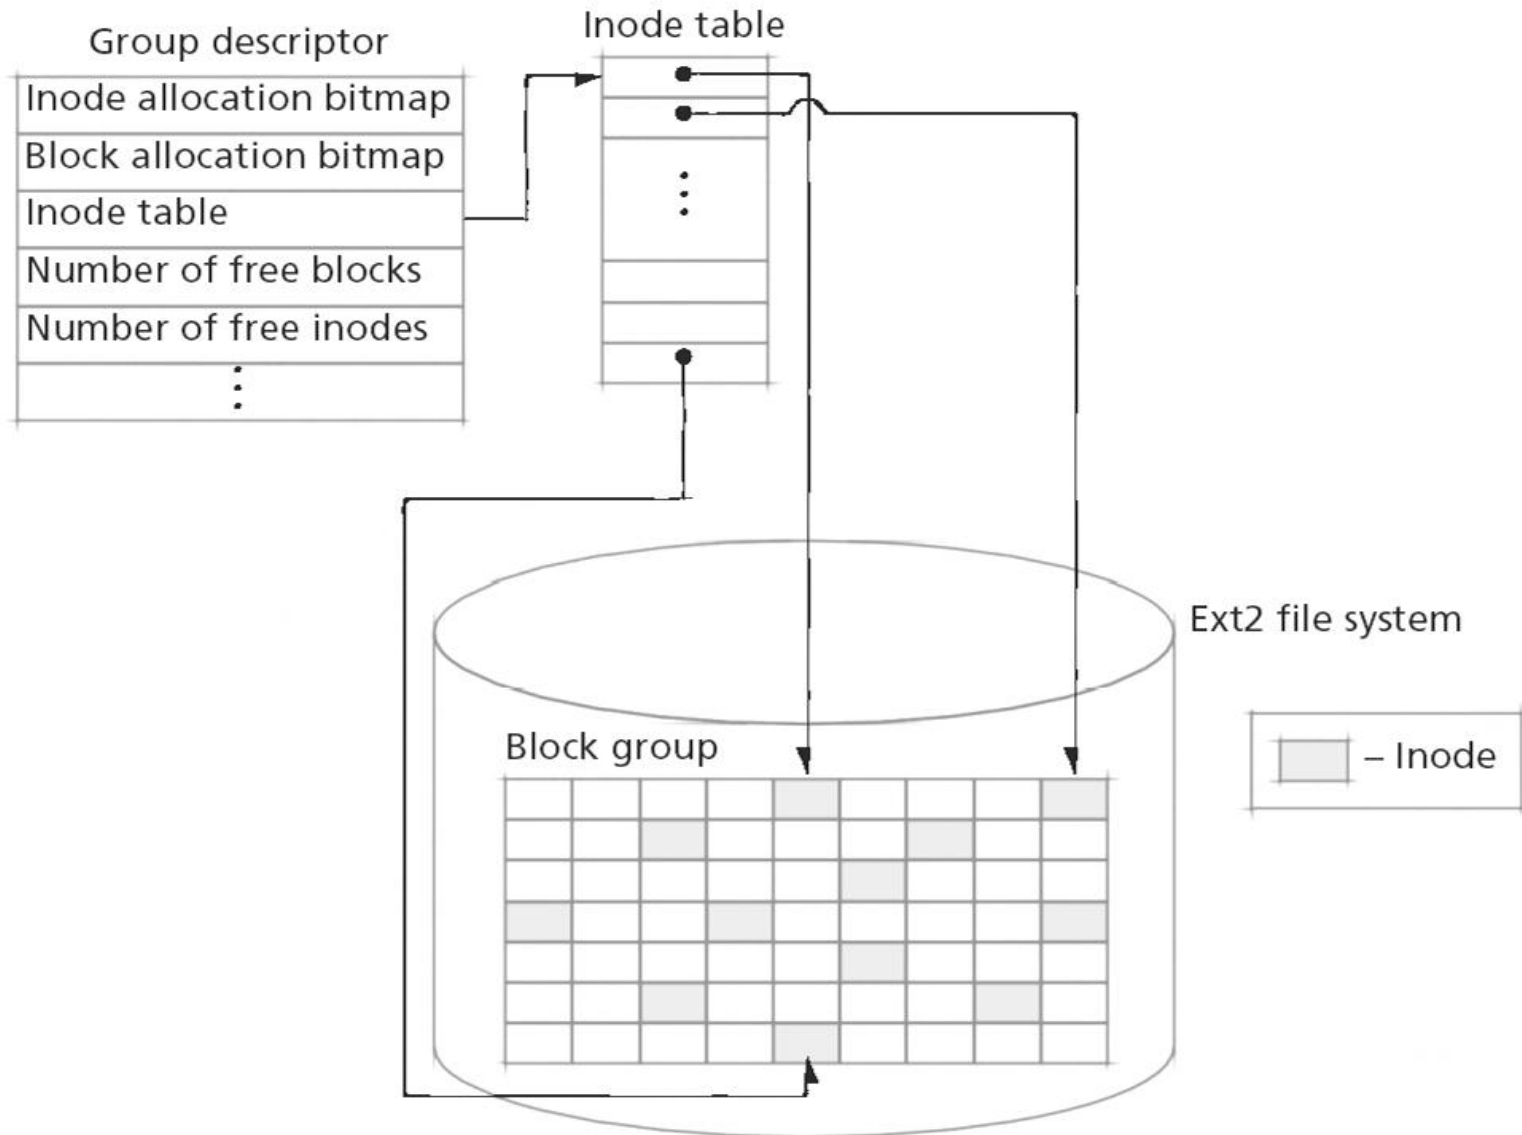 Group descriptor
Inode allocation bitmap
Block allocation bitmap
Inode table
Number of free blocks
Number of free inodes
Inode table
Ext2 file system
– Inode
Block group